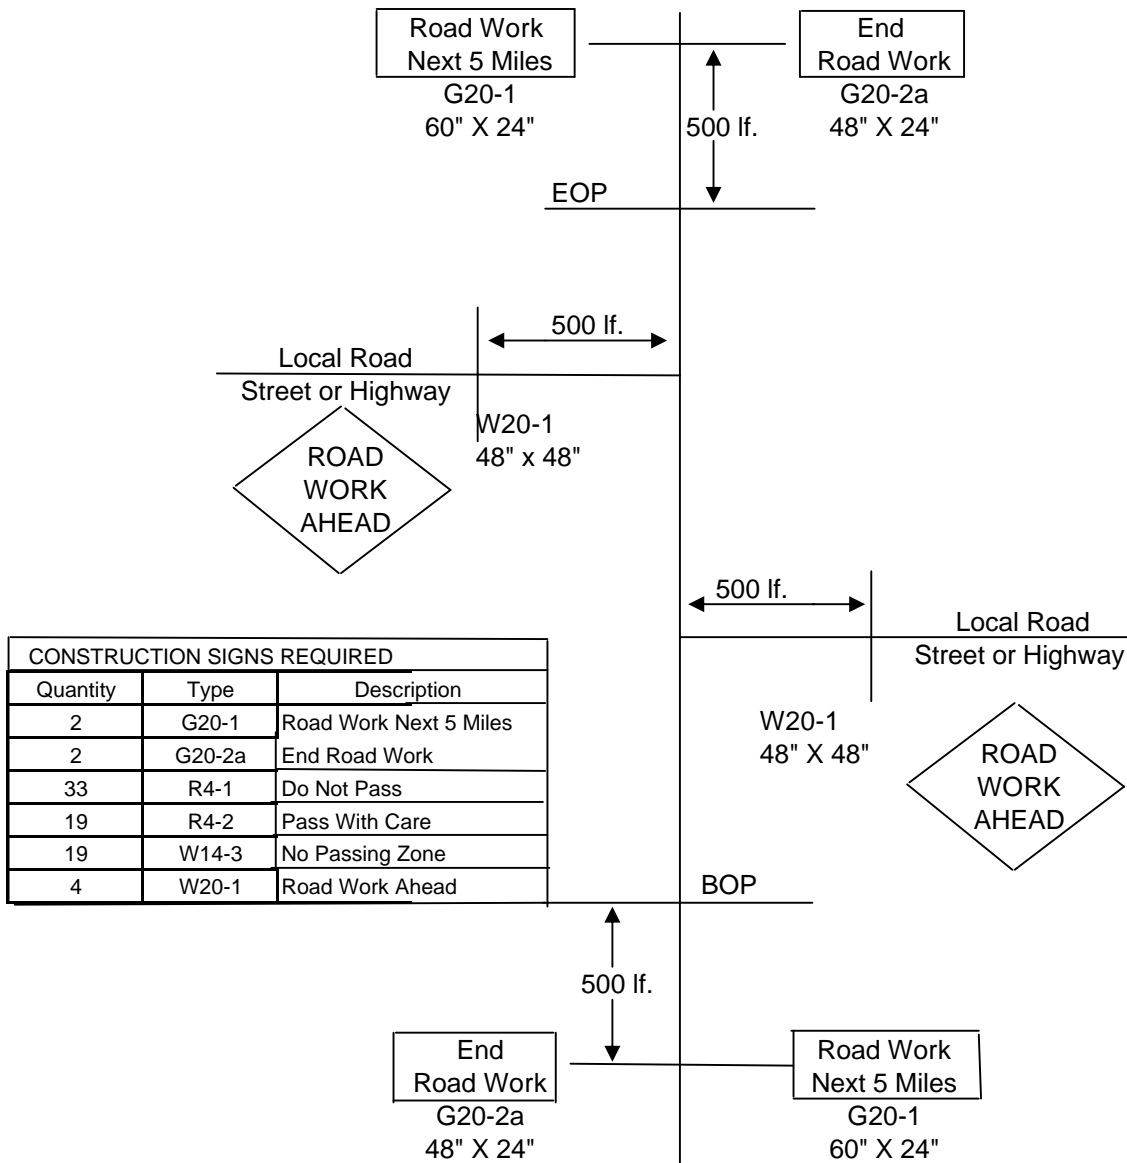 Road Work
Next 5 Miles
G20-1
60" X 24"
End
Road Work
G20-2a
48" X 24"
500 lf.
EOP
500 lf.
Local Road
Street or Highway
W20-1
48" x 48"
ROAD
WORK
AHEAD
500 lf.
Local Road
Street or Highway
W20-1
48" X 48"
ROAD
WORK
AHEAD
CONSTRUCTION SIGNS REQUIRED
Quantity Type Description
2 G20-1 Road Work Next 5 Miles
2 G20-2a End Road Work
33 R4-1 Do Not Pass
19 R4-2 Pass With Care
19 W14-3 No Passing Zone
4 W20-1 Road Work Ahead
BOP
500 lf.
End
Road Work
G20-2a
48" X 24"
Road Work
Next 5 Miles
G20-1
60" X 24"